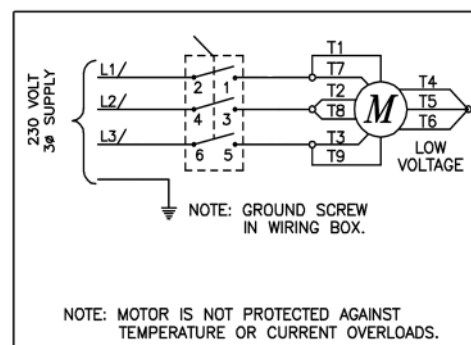 230 VOLT
3ø SUPPLY
L1/
L2/
L3/
2 1
4 3
6 5
T1
T7
T2
T8
T3
T9
M
T4
T5
T6
LOW
VOLTAGE
NOTE: GROUND SCREW
IN WIRING BOX.
NOTE: MOTOR IS NOT PROTECTED AGAINST
TEMPERATURE OR CURRENT OVERLOADS.